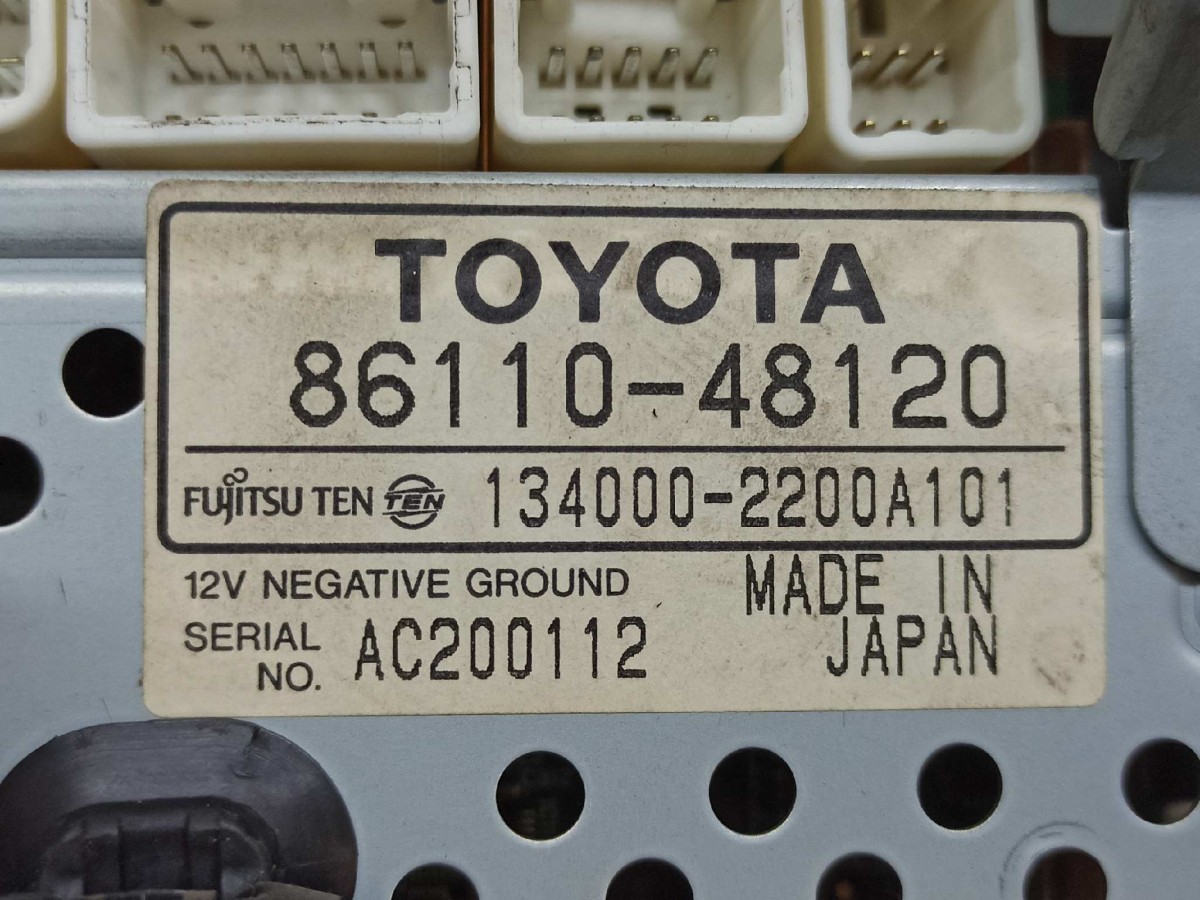 TOYOTA
86110-48120
FUJITSU TEN TEN 134000-2200A101
12V NEGATIVE GROUND MADE IN
SERIAL NO. AC200112 JAPAN